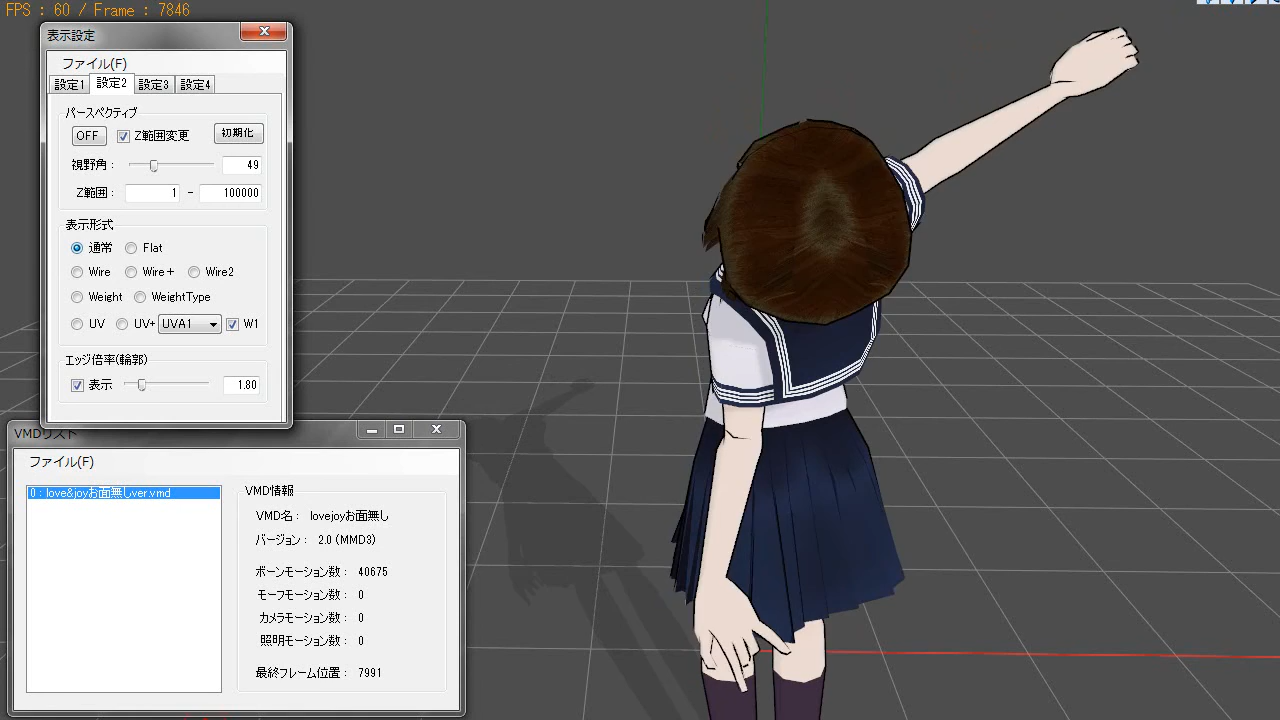 FPS : 60 / Frame : 7846
表示設定
ファイル(F)
設定1 設定2 設定3 設定4
パースペクティブ
OFF Z範囲変更 初期化
視野角 : 49
Z範囲 : 1 - 100000
表示形式
通常 Flat
Wire Wire+ Wire2
Weight WeightType
UV UV+ UVA1 W1
エッジ倍率(輪郭)
表示 1.80
VMDリスト
ファイル(F)
0 : love&joyお面無しver.vmd
VMD情報
VMD名 : lovejoyお面無し
バージョン : 2.0 (MMD3)
ボーンモーション数 : 40675
モーフモーション数 : 0
カメラモーション数 : 0
照明モーション数 : 0
最終フレーム位置 : 7991